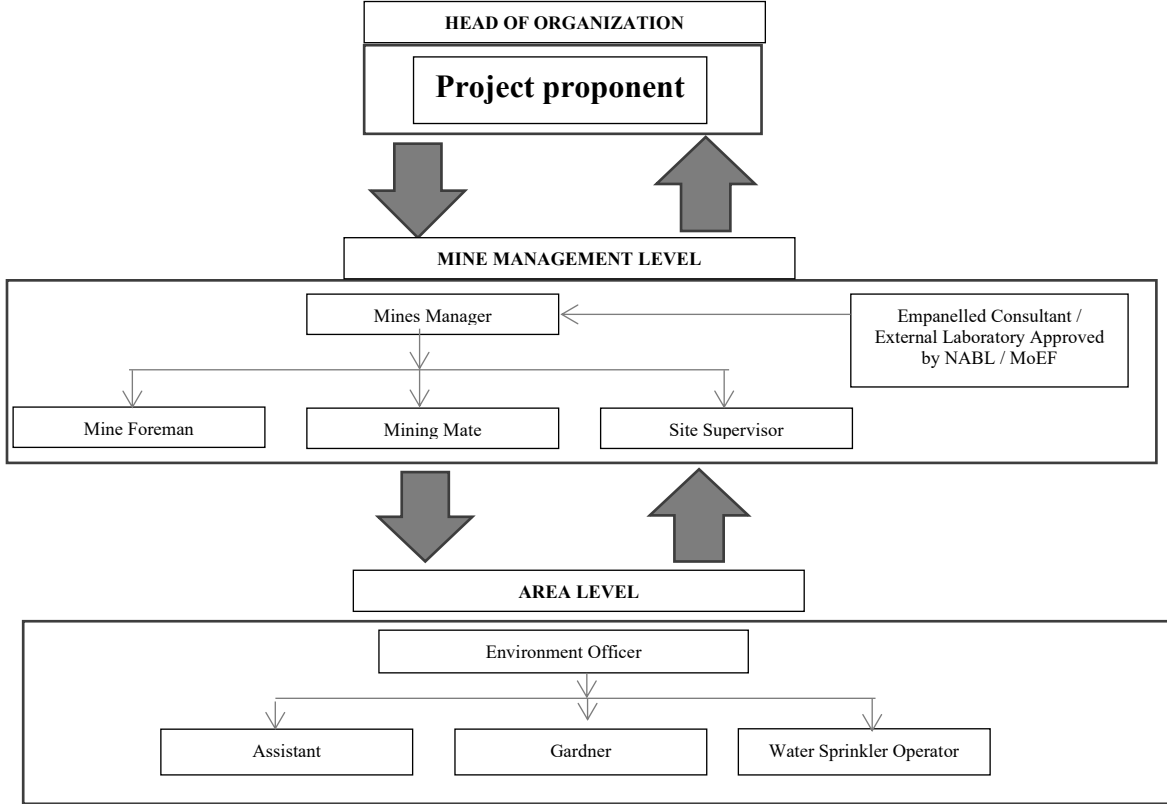 HEAD OF ORGANIZATION
Project proponent
MINE MANAGEMENT LEVEL
Mines Manager
Empanelled Consultant /
External Laboratory Approved
by NABL / MoEF
Mine Foreman
Mining Mate
Site Supervisor
AREA LEVEL
Environment Officer
Assistant
Gardner
Water Sprinkler Operator